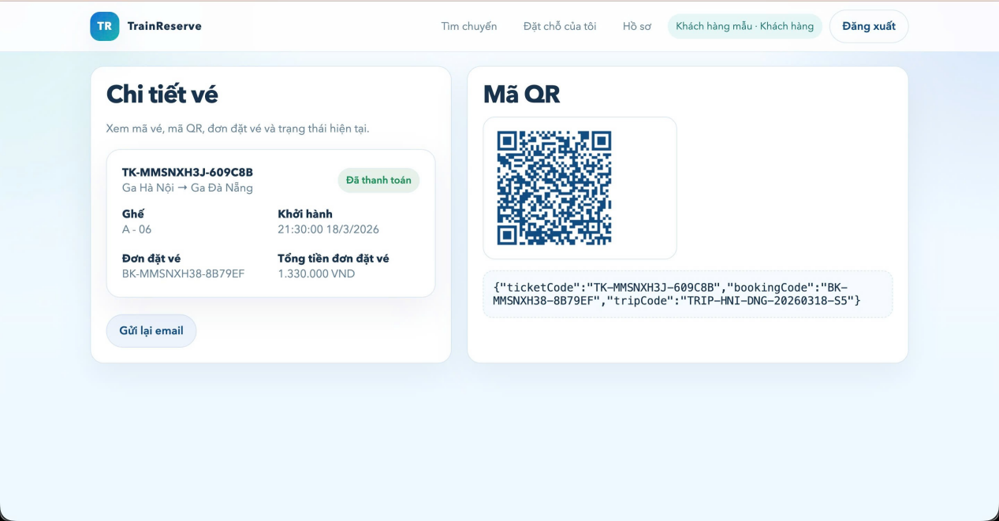 TR TrainReserve Tìm chuyến Đặt chỗ của tôi Hồ sơ Khách hàng mẫu · Khách hàng Đăng xuất
Chi tiết vé
Xem mã vé, mã QR, đơn đặt vé và trạng thái hiện tại.
TK-MMSNXH3J-609C8B
Ga Hà Nội → Ga Đà Nẵng
Đã thanh toán
Ghế
A - 06
Khởi hành
21:30:00 18/3/2026
Đơn đặt vé
BK-MMSNXH38-8B79EF
Tổng tiền đơn đặt vé
1.330.000 VND
Gửi lại email
Mã QR
{"ticketCode":"TK-MMSNXH3J-609C8B","bookingCode":"BK-
MMSNXH38-8B79EF","tripCode":"TRIP-HNI-DNG-20260318-S5"}